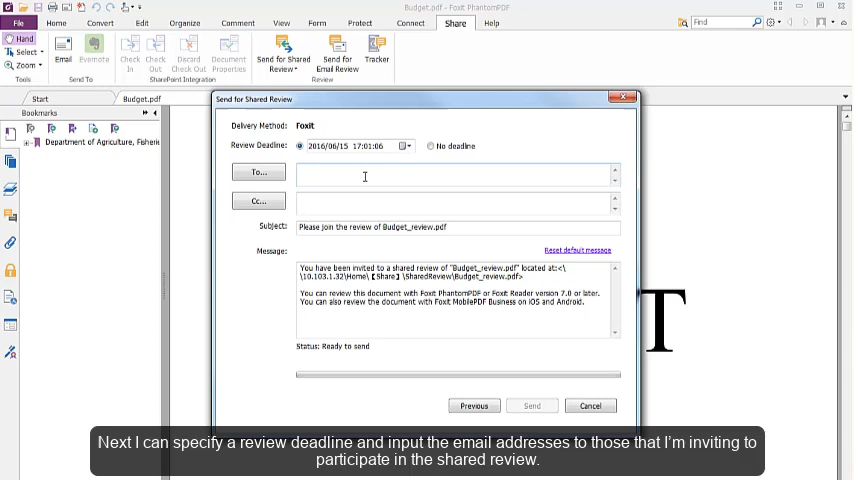 Budget.pdf - Foxit PhantomPDF
File
Home
Convert
Edit
Organize
Comment
View
Form
Protect
Connect
Share
Help
Find
Hand
Select
Zoom
Tools
Email
Evernote
Send To
Check In
Check Out
Discard Check Out
Document Properties
SharePoint Integration
Send for Shared Review
Send for Email Review
Tracker
Review
Start
Budget.pdf
Bookmarks
Department of Agriculture, Fisherie
Send for Shared Review
Delivery Method: Foxit
Review Deadline: 2016/06/15 17:01:06 No deadline
To...
Cc...
Subject: Please join the review of Budget_review.pdf
Message: Reset default message
You have been invited to a shared review of "Budget_review.pdf" located at:<\
\10.103.1.32\Home\【Share】\SharedReview\Budget_review.pdf>
You can review this document with Foxit PhantomPDF or Foxit Reader version 7.0 or later.
You can also review the document with Foxit MobilePDF Business on iOS and Android.
Status: Ready to send
Previous Send Cancel
T
Next I can specify a review deadline and input the email addresses to those that I'm inviting to
participate in the shared review.